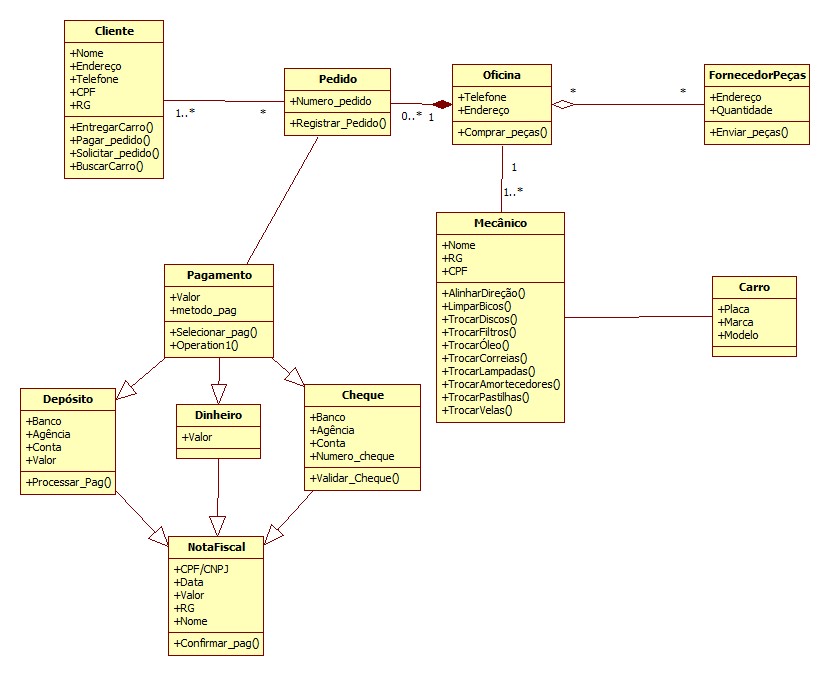 Cliente
+Nome
+Endereço
+Telefone
+CPF
+RG
+EntregarCarro()
+Pagar_pedido()
+Solicitar_pedido()
+BuscarCarro()
1..*
*
Pedido
+Numero_pedido
+Registrar_Pedido()
0..*
1
Oficina
+Telefone
+Endereço
+Comprar_peças()
*
*
FornecedorPeças
+Endereço
+Quantidade
+Enviar_peças()
1
1..*
Mecânico
+Nome
+RG
+CPF
+AlinharDireção()
+LimparBicos()
+TrocarDiscos()
+TrocarFiltros()
+TrocarÓleo()
+TrocarCorreias()
+TrocarLampadas()
+TrocarAmortecedores()
+TrocarPastilhas()
+TrocarVelas()
Carro
+Placa
+Marca
+Modelo
Pagamento
+Valor
+metodo_pag
+Selecionar_pag()
+Operation1()
Depósito
+Banco
+Agência
+Conta
+Valor
+Processar_Pag()
Dinheiro
+Valor
Cheque
+Banco
+Agência
+Conta
+Numero_cheque
+Validar_Cheque()
NotaFiscal
+CPF/CNPJ
+Data
+Valor
+RG
+Nome
+Confirmar_pag()